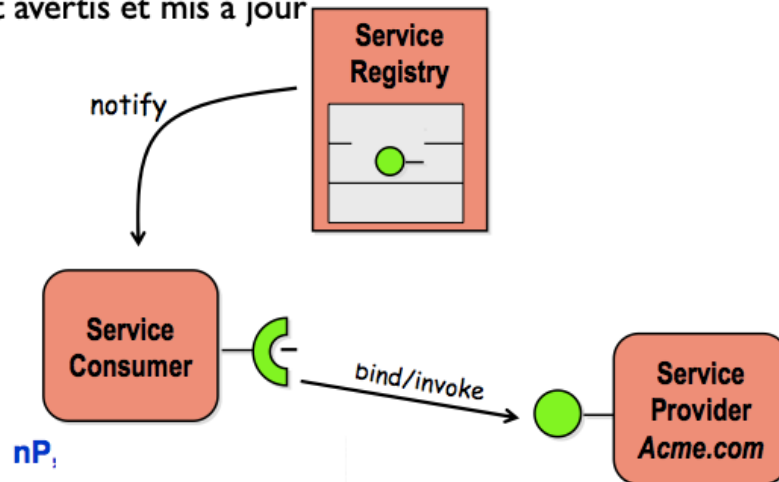 t avertis et mis à jour
Service
Registry
notify
Service
Consumer
bind/invoke
Service
Provider
Acme.com
nP,